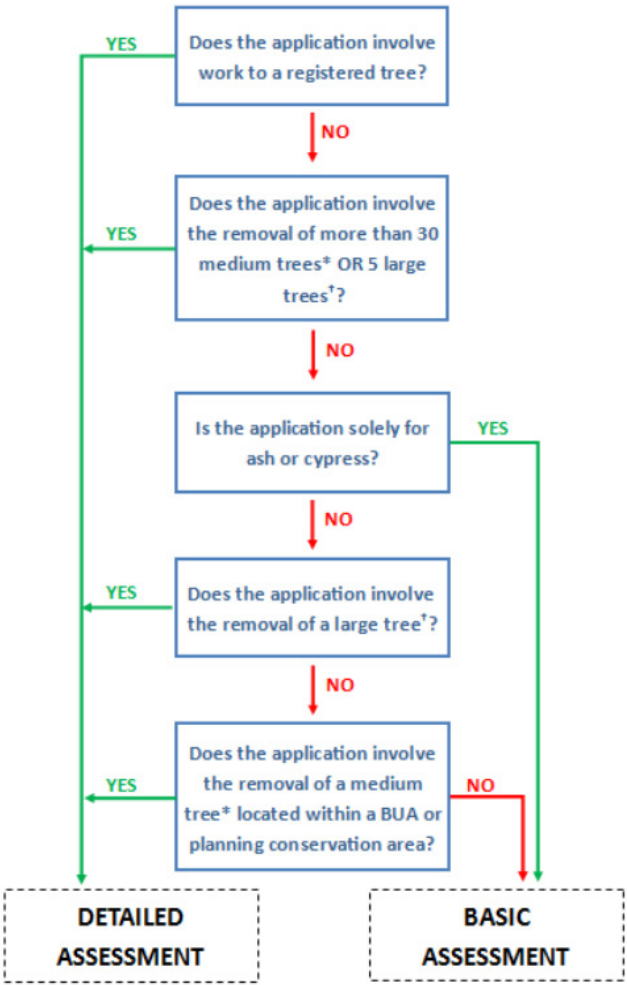 YES
Does the application involve
work to a registered tree?
NO
Does the application involve
the removal of more than 30
medium trees* OR 5 large
trees†?
YES
NO
Is the application solely for
ash or cypress?
YES
NO
Does the application involve
the removal of a large tree†?
YES
NO
Does the application involve
the removal of a medium
tree* located within a BUA or
planning conservation area?
YES
NO
DETAILED
ASSESSMENT
BASIC
ASSESSMENT